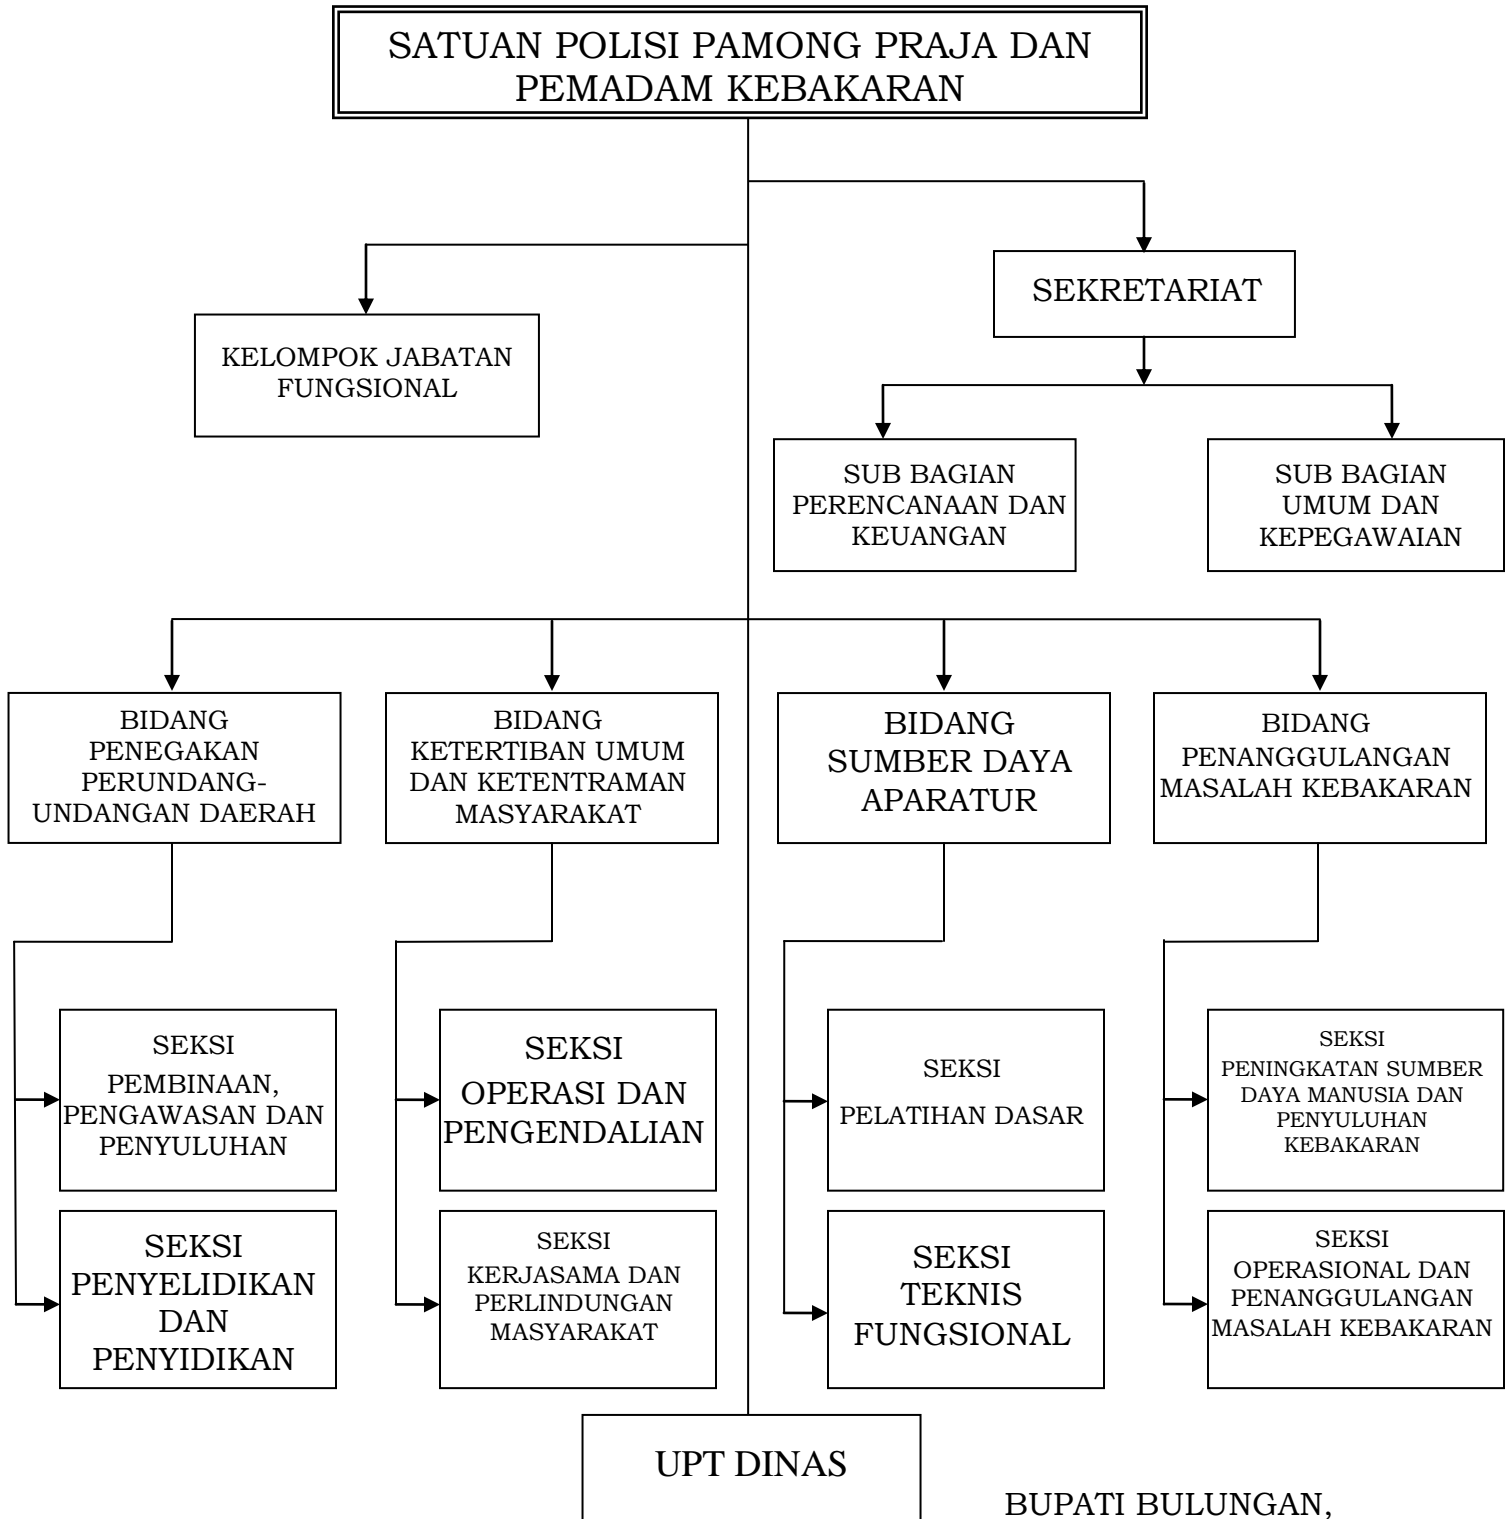 SATUAN POLISI PAMONG PRAJA DAN
PEMADAM KEBAKARAN
SEKRETARIAT
KELOMPOK JABATAN
FUNGSIONAL
SUB BAGIAN
PERENCANAAN DAN
KEUANGAN
SUB BAGIAN
UMUM DAN
KEPEGAWAIAN
BIDANG
PENEGAKAN
PERUNDANG-
UNDANGAN DAERAH
BIDANG
KETERTIBAN UMUM
DAN KETENTRAMAN
MASYARAKAT
BIDANG
SUMBER DAYA
APARATUR
BIDANG
PENANGGULANGAN
MASALAH KEBAKARAN
SEKSI
PEMBINAAN,
PENGAWASAN DAN
PENYULUHAN
SEKSI
OPERASI DAN
PENGENDALIAN
SEKSI
PELATIHAN DASAR
SEKSI
PENINGKATAN SUMBER
DAYA MANUSIA DAN
PENYULUHAN
KEBAKARAN
SEKSI
PENYELIDIKAN
DAN
PENYIDIKAN
SEKSI
KERJASAMA DAN
PERLINDUNGAN
MASYARAKAT
SEKSI
TEKNIS
FUNGSIONAL
SEKSI
OPERASIONAL DAN
PENANGGULANGAN
MASALAH KEBAKARAN
UPT DINAS
BUPATI BULUNGAN,